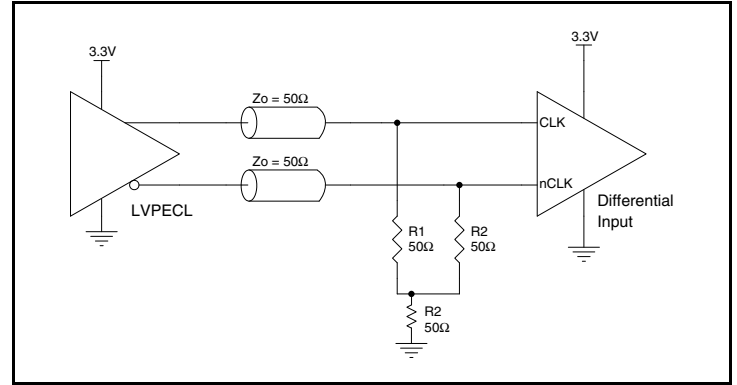 3.3V
3.3V
Zo = 50Ω
CLK
Zo = 50Ω
nCLK
LVPECL
Differential
Input
R1
50Ω
R2
50Ω
R2
50Ω